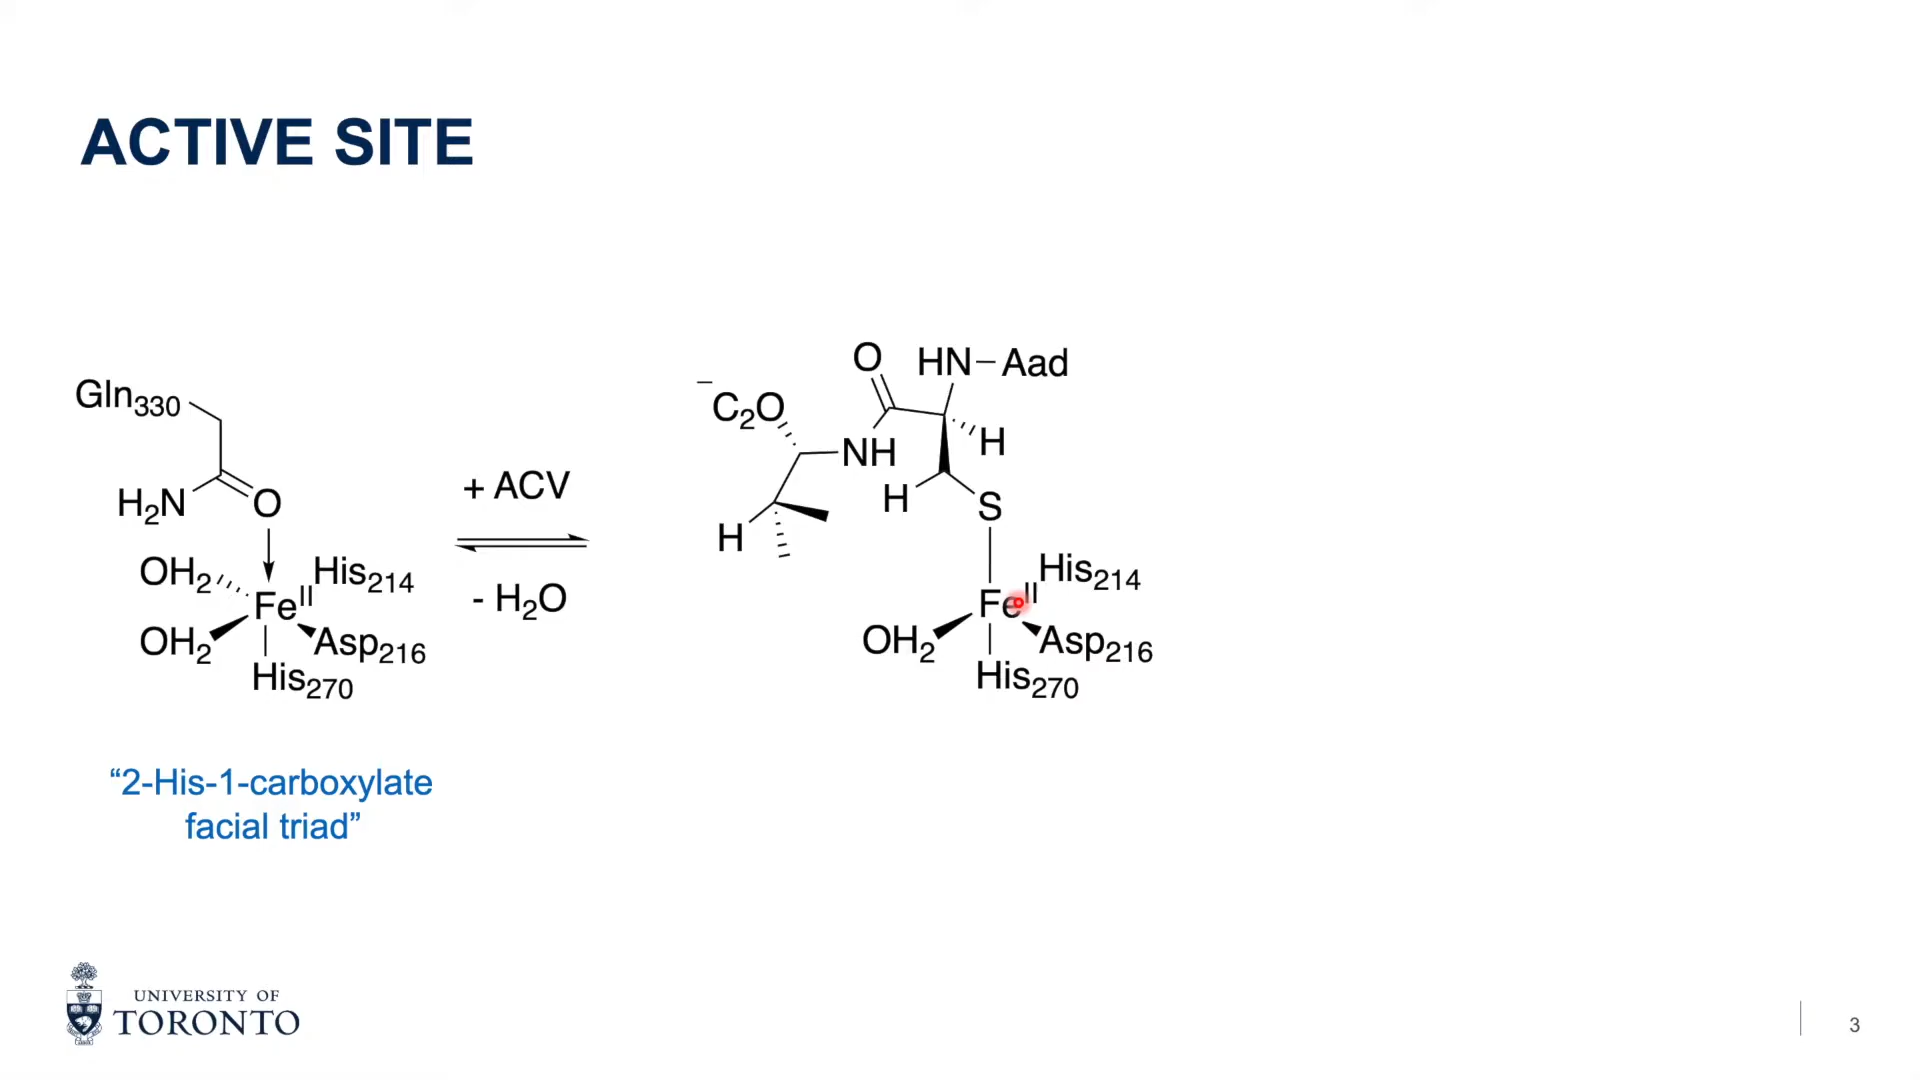 ACTIVE SITE
Gln330
H2N
O
OH2
FeII
His214
OH2
Asp216
His270
+ ACV
- H2O
O
HN
Aad
−
C2O
NH
H
H
S
H
His214
FeII
OH2
Asp216
His270
“2-His-1-carboxylate
facial triad”
UNIVERSITY OF
TORONTO
3